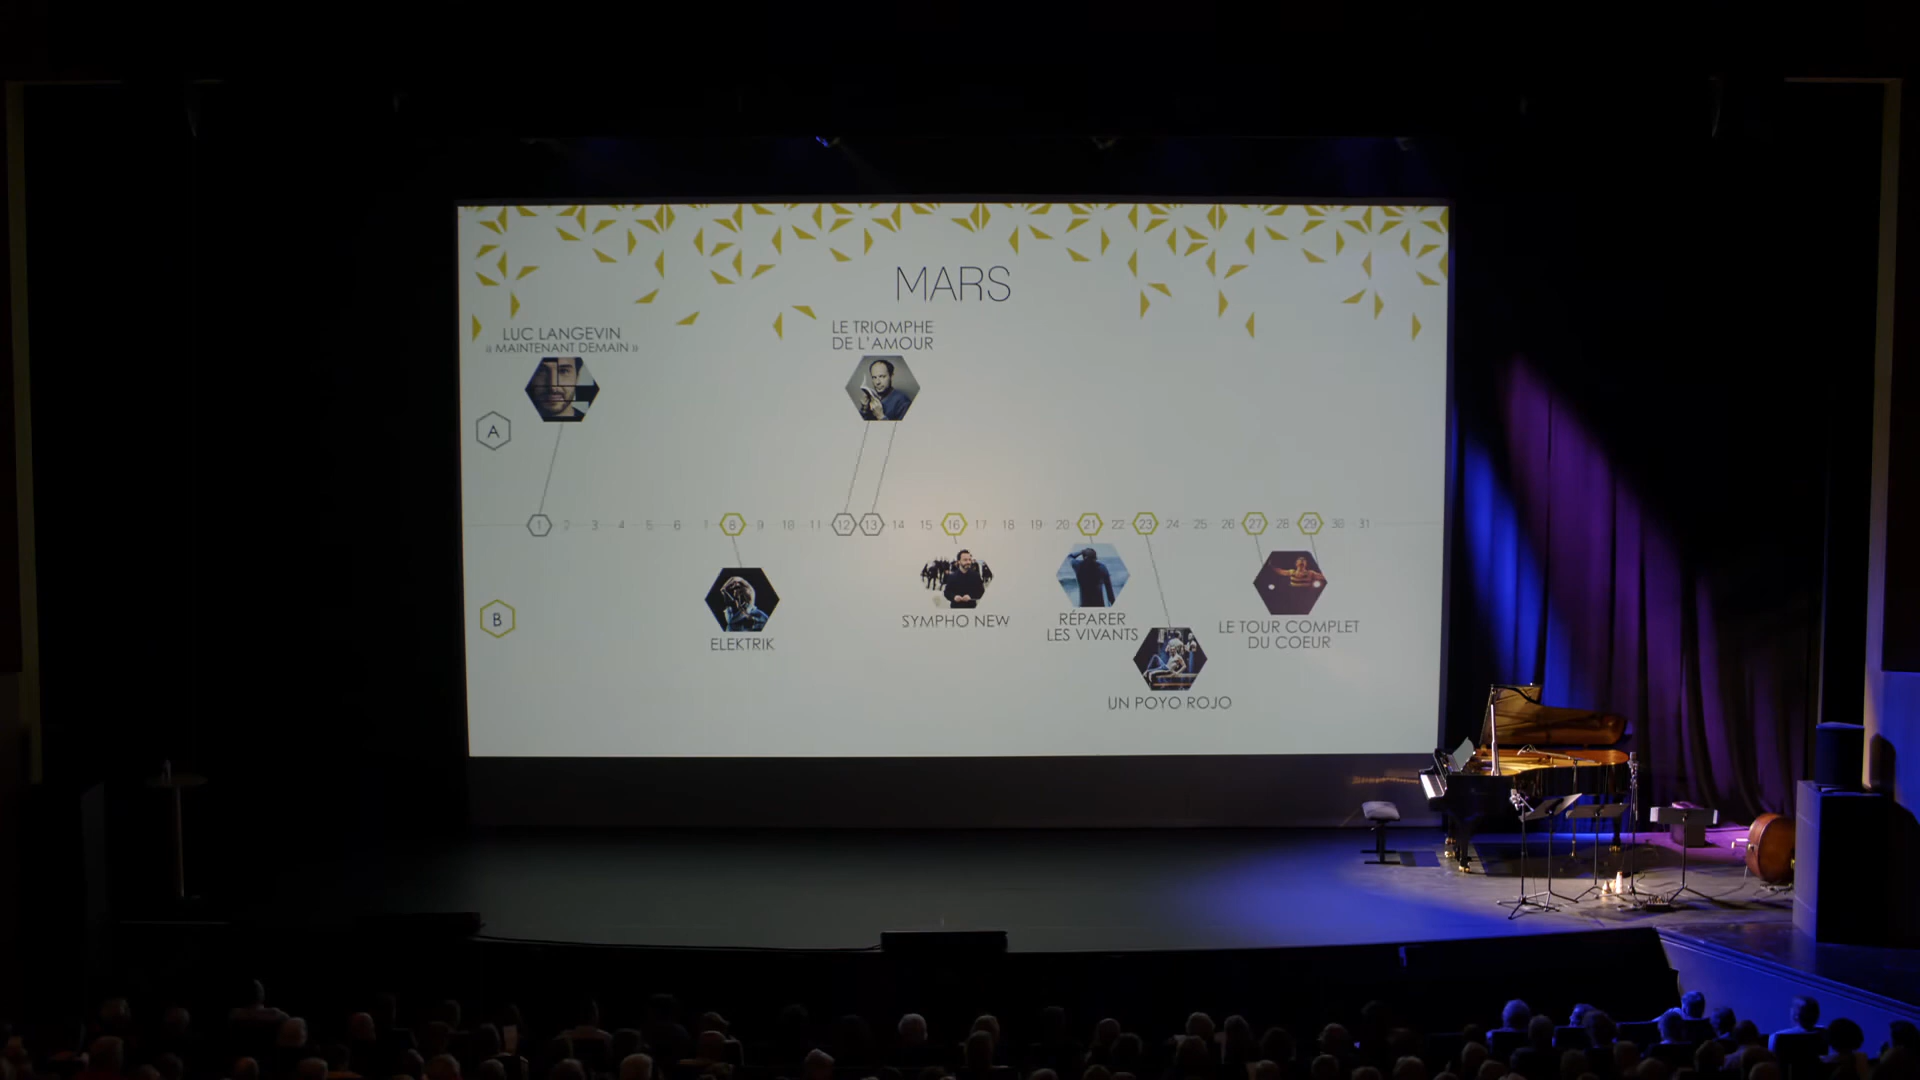 MARS
LUC LANGEVIN
« MAINTENANT DEMAIN »
LE TRIOMPHE
DE L'AMOUR
A
1 2 3 4 5 6 7 8 9 10 11 12 13 14 15 16 17 18 19 20 21 22 23 24 25 26 27 28 29 30 31
B
ELEKTRIK
SYMPHO NEW
RÉPARER
LES VIVANTS
LE TOUR COMPLET
DU COEUR
UN POYO ROJO